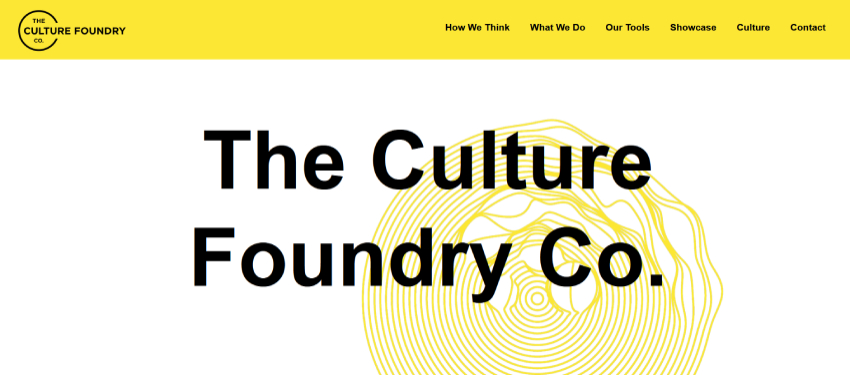 THE
CULTURE FOUNDRY
CO.
How We Think What We Do Our Tools Showcase Culture Contact
The Culture
Foundry Co.